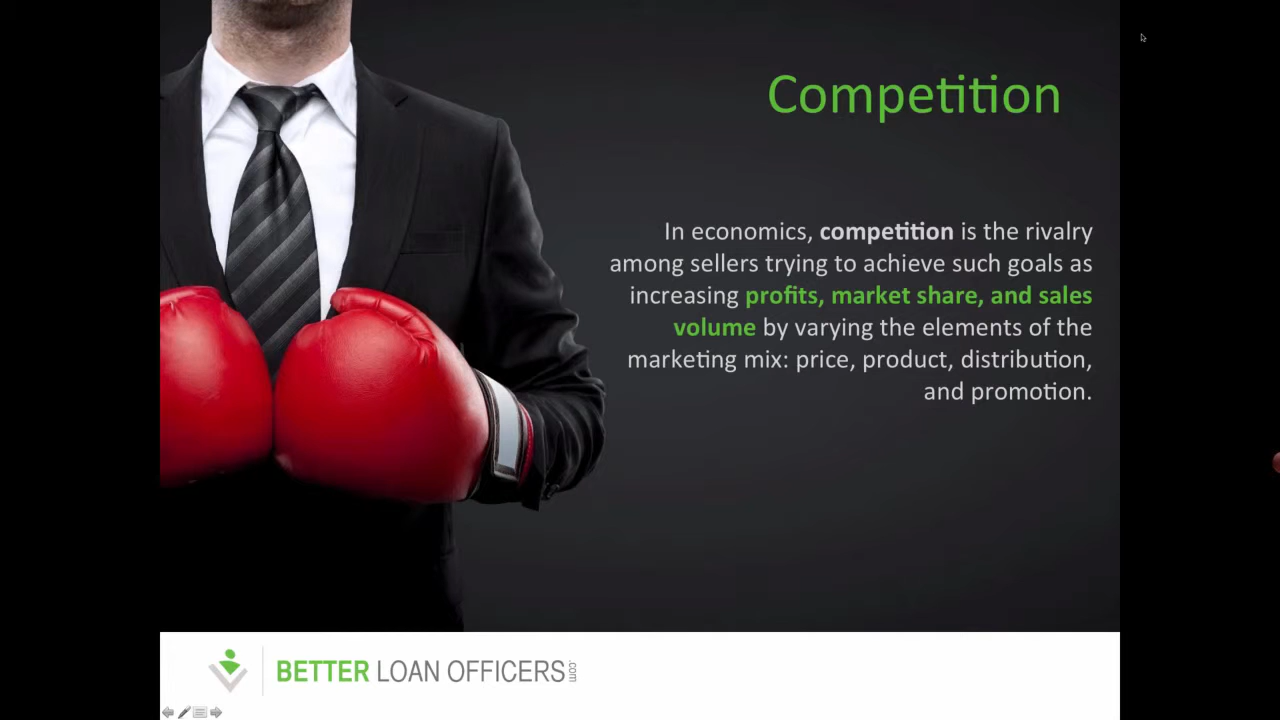 Competition
In economics, competition is the rivalry
among sellers trying to achieve such goals as
increasing profits, market share, and sales
volume by varying the elements of the
marketing mix: price, product, distribution,
and promotion.
BETTER LOAN OFFICERS.com